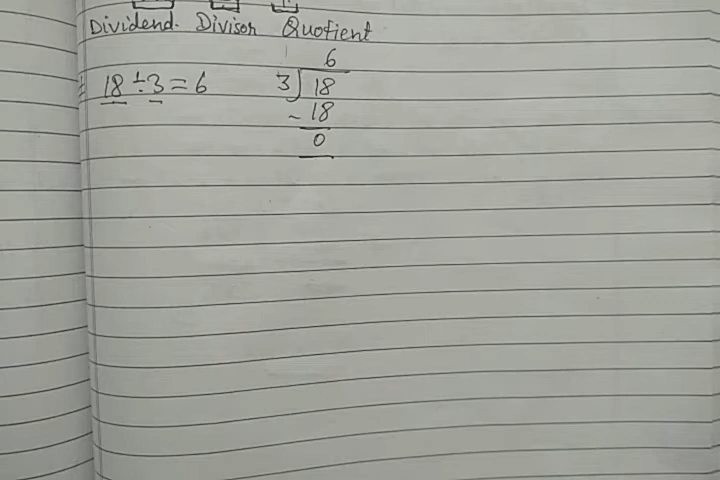 Dividend. Divisor Quotient
6
18 ÷ 3 = 6 3) 18
- 18
0